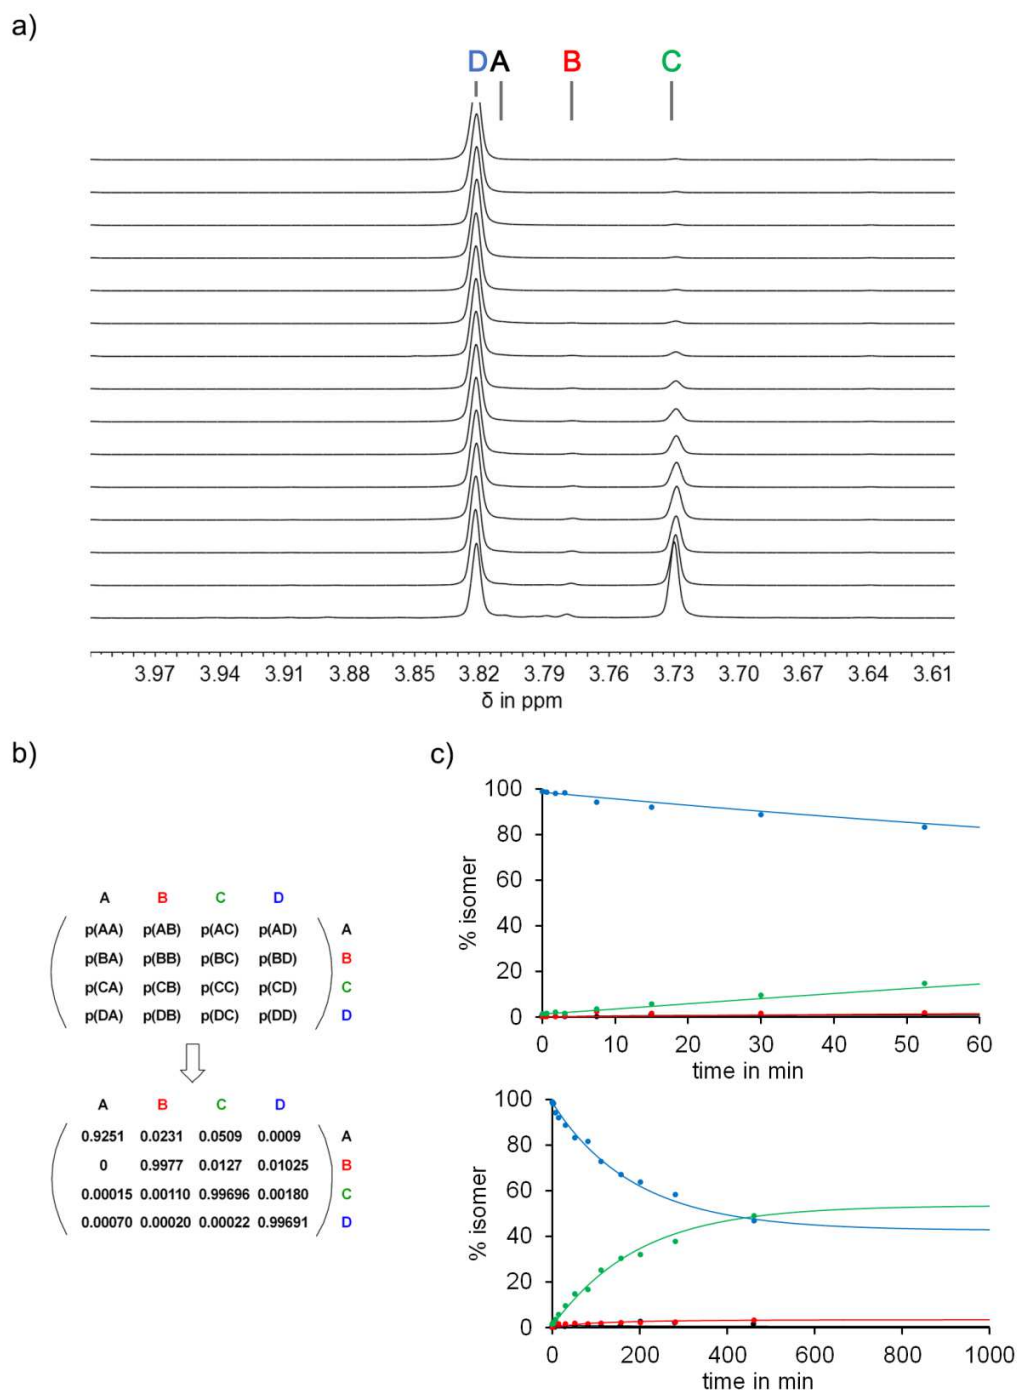 a)
D A B C
3.97 3.94 3.91 3.88 3.85 3.82 3.79 3.76 3.73 3.70 3.67 3.64 3.61
δ in ppm
b)
A B C D
p(AA) p(AB) p(AC) p(AD) A
p(BA) p(BB) p(BC) p(BD) B
p(CA) p(CB) p(CC) p(CD) C
p(DA) p(DB) p(DC) p(DD) D
A B C D
0.9251 0.0231 0.0509 0.0009 A
0 0.9977 0.0127 0.01025 B
0.00015 0.00110 0.99696 0.00180 C
0.00070 0.00020 0.00022 0.99691 D
c)
100
80
60
40
20
0
% isomer
0 10 20 30 40 50 60
time in min
100
80
60
40
20
0
% isomer
0 200 400 600 800 1000
time in min